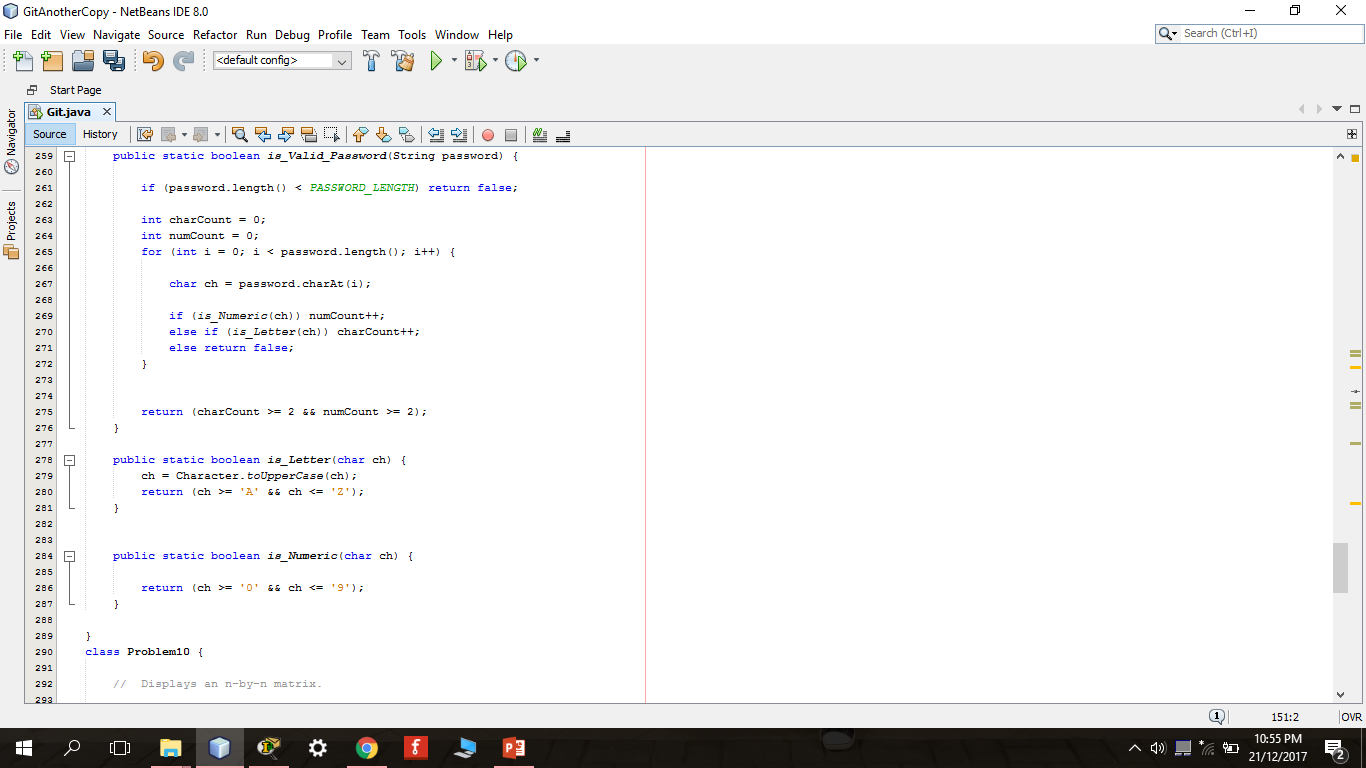 GitAnotherCopy - NetBeans IDE 8.0
File Edit View Navigate Source Refactor Run Debug Profile Team Tools Window Help
Search (Ctrl+I)
<default config>
Start Page
Git.java
Navigator
Projects
Source History
259 public static boolean is_Valid_Password(String password) {
260
261 if (password.length() < PASSWORD_LENGTH) return false;
262
263 int charCount = 0;
264 int numCount = 0;
265 for (int i = 0; i < password.length(); i++) {
266
267 char ch = password.charAt(i);
268
269 if (is_Numeric(ch)) numCount++;
270 else if (is_Letter(ch)) charCount++;
271 else return false;
272 }
273
274
275 return (charCount >= 2 && numCount >= 2);
276 }
277
278 public static boolean is_Letter(char ch) {
279 ch = Character.toUpperCase(ch);
280 return (ch >= 'A' && ch <= 'Z');
281 }
282
283
284 public static boolean is_Numeric(char ch) {
285
286 return (ch >= '0' && ch <= '9');
287 }
288
289 }
290 class Problem10 {
291
292 // Displays an n-by-n matrix.
293
1 151:2 OVR
10:55 PM
21/12/2017
2